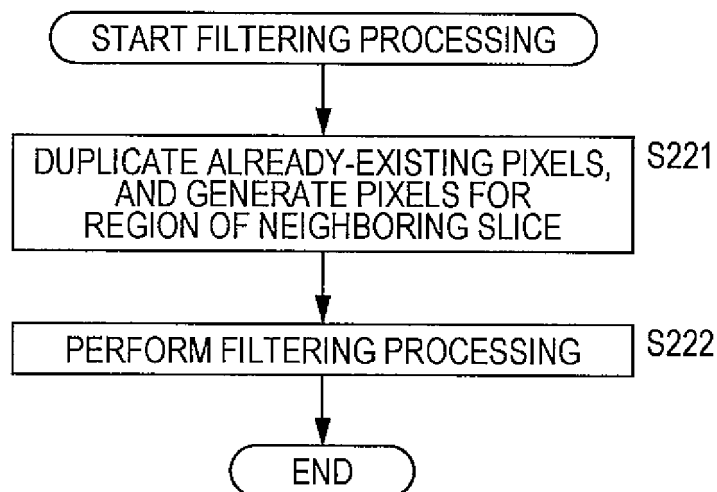 START FILTERING PROCESSING
DUPLICATE ALREADY-EXISTING PIXELS,
AND GENERATE PIXELS FOR
REGION OF NEIGHBORING SLICE
S221
PERFORM FILTERING PROCESSING
S222
END